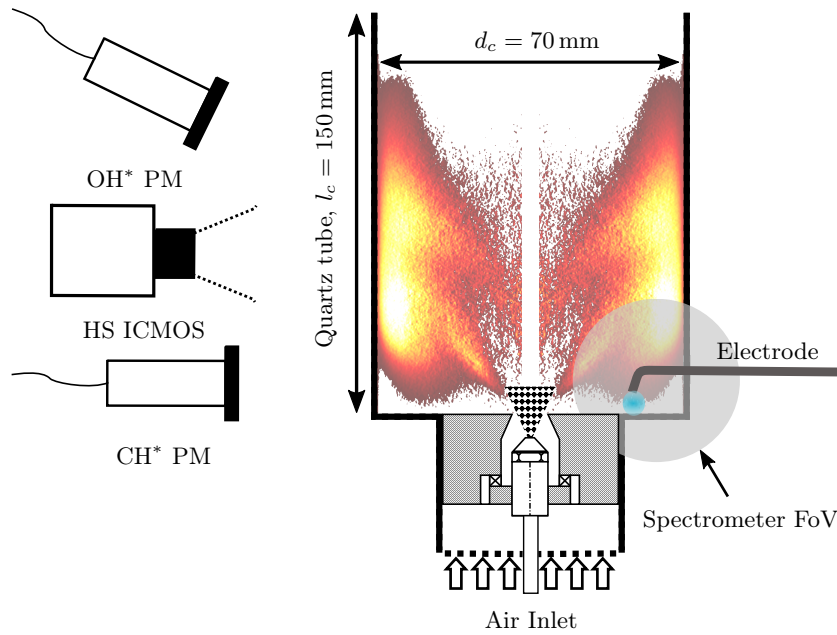 d_c = 70 mm
Quartz tube, l_c = 150 mm
OH* PM
HS ICMOS
CH* PM
Electrode
Spectrometer FoV
Air Inlet